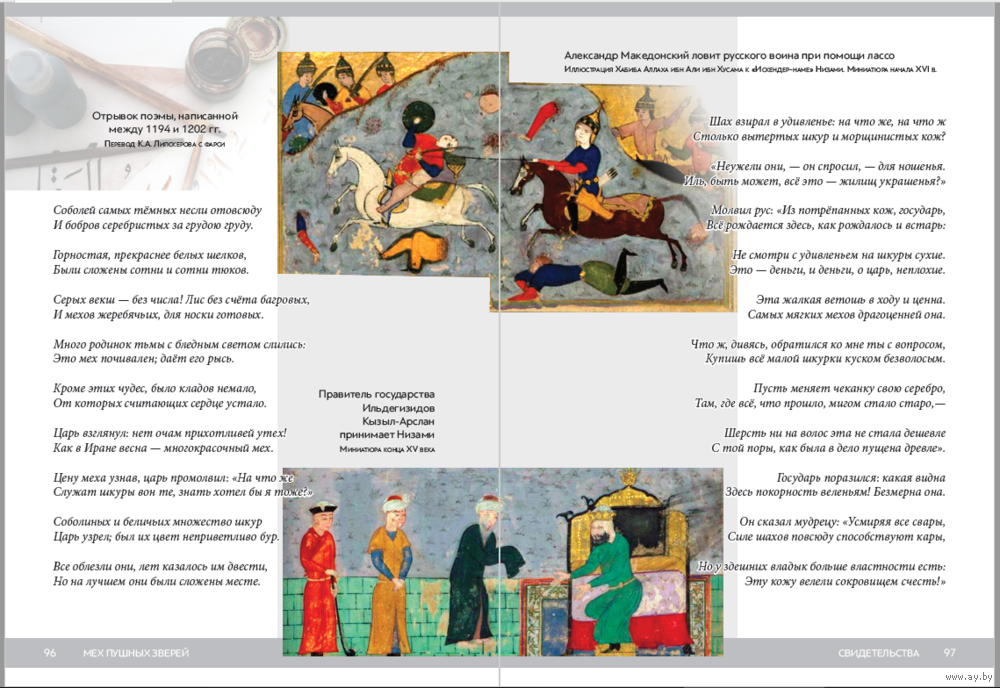 Отрывок поэмы, написанной
между 1194 и 1202 гг.
Перевод К.А. Липскерова с фарси
Соболей самых тёмных несли отовсюду
И бобров серебристых за грудою груду.
Горностая, прекраснее белых шелков,
Были сложены сотни и сотни тюков.
Серых векш — без числа! Лис без счёта багровых,
И мехов жеребячьих, для носки готовых.
Много родинок тьмы с бледным светом слились:
Это мех почивален; даёт его рысь.
Кроме этих чудес, было кладов немало,
От которых считающих сердце устало.
Царь взглянул: нет очам прихотливей утех!
Как в Иране весна — многокрасочный мех.
Цену меха узнав, царь промолвил: «На что же
Служат шкуры вон те, знать хотел бы я тоже?»
Соболиных и беличьих множество шкур
Царь узрел; был их цвет неприветливо бур.
Все облезли они, лет казалось им двести,
Но на лучшем они были сложены месте.
Правитель государства
Ильдегизидов
Кызыл-Арслан
принимает Низами
Миниатюра конца XV века
96 МЕХ ПУШНЫХ ЗВЕРЕЙ
Александр Македонский ловит русского воина при помощи лассо
Иллюстрация Хабиба Аллаха ибн Али ибн Хусама к «Искендер-наме» Низами. Миниатюра начала XVI в.
Шах взирал в удивленье: на что же, на что ж
Столько вытертых шкур и морщинистых кож?
«Неужели они, — он спросил, — для ношенья.
Иль, быть может, всё это — жилищ украшенья?»
Молвил рус: «Из потрёпанных кож, государь,
Всё рождается здесь, как рождалось и встарь:
Не смотри с удивленьем на шкуры сухие.
Это — деньги, и деньги, о царь, неплохие.
Эта жалкая ветошь в ходу и ценна.
Самых мягких мехов драгоценней она.
Что ж, дивясь, обратился ко мне ты с вопросом,
Купишь всё малой шкурки куском безволосым.
Пусть меняет чеканку свою серебро,
Там, где всё, что прошло, мигом стало старо,—
Шерсть ни на волос эта не стала дешевле
С той поры, как была в дело пущена древле».
Государь поразился: какая видна
Здесь покорность веленьям! Безмерна она.
Он сказал мудрецу: «Усмиряя все свары,
Силе шахов повсюду способствуют кары,
Но у здешних владык больше властности есть:
Эту кожу велели сокровищем счесть!»
СВИДЕТЕЛЬСТВА 97
www.ay.by